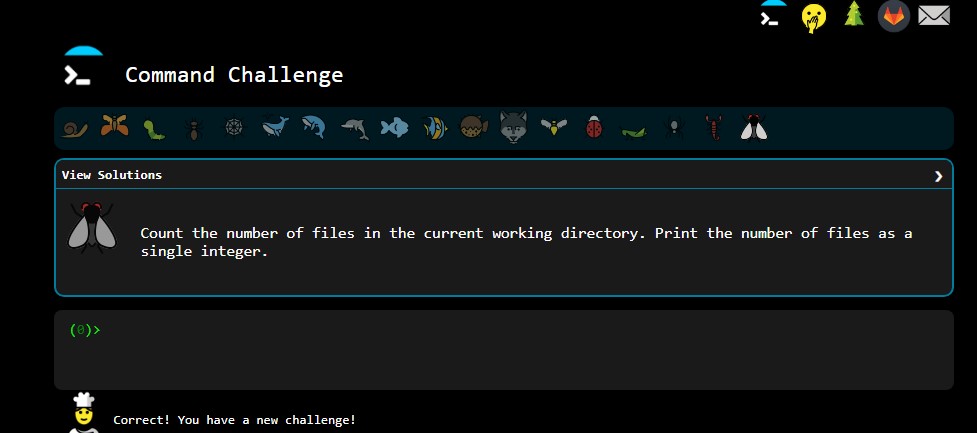 Command Challenge
View Solutions
Count the number of files in the current working directory. Print the number of files as a
single integer.
(0)>
Correct! You have a new challenge!